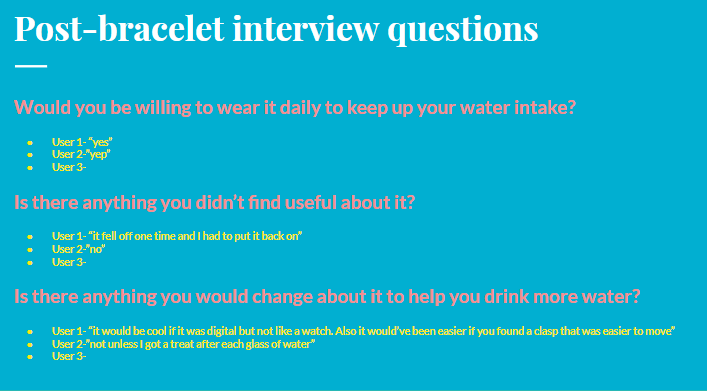 Post-bracelet interview questions
Would you be willing to wear it daily to keep up your water intake?
● User 1- “yes”
● User 2-”yep”
● User 3-
Is there anything you didn’t find useful about it?
● User 1- “it fell off one time and I had to put it back on”
● User 2-”no”
● User 3-
Is there anything you would change about it to help you drink more water?
● User 1- “it would be cool if it was digital but not like a watch. Also it would’ve been easier if you found a clasp that was easier to move”
● User 2-”not unless I got a treat after each glass of water”
● User 3-